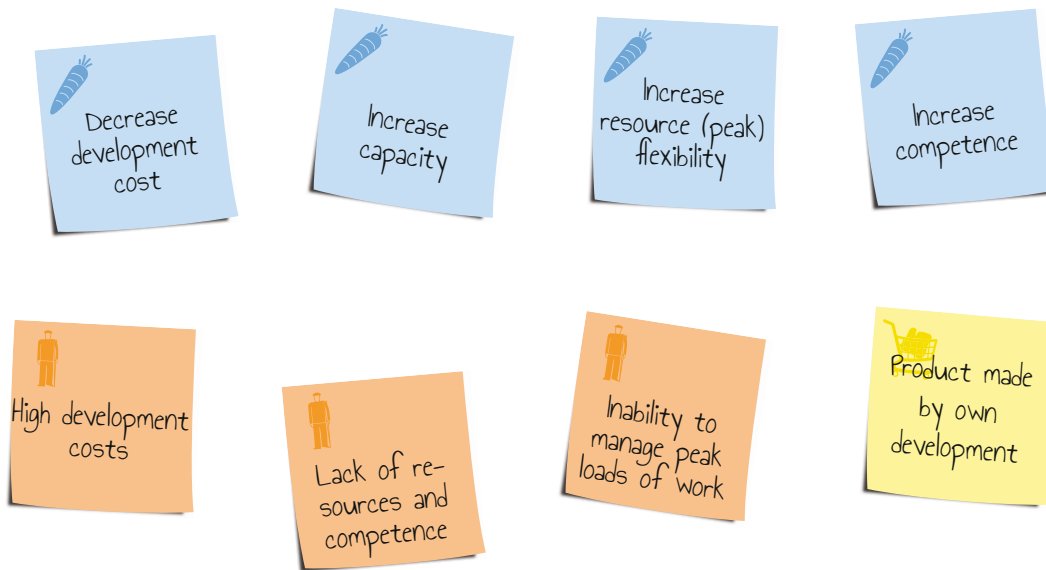 Decrease
development
cost
Increase
capacity
Increase
resource (peak)
flexibility
Increase
competence
High development
costs
Lack of re-
sources and
competence
Inability to
manage peak
loads of work
Product made
by own
development